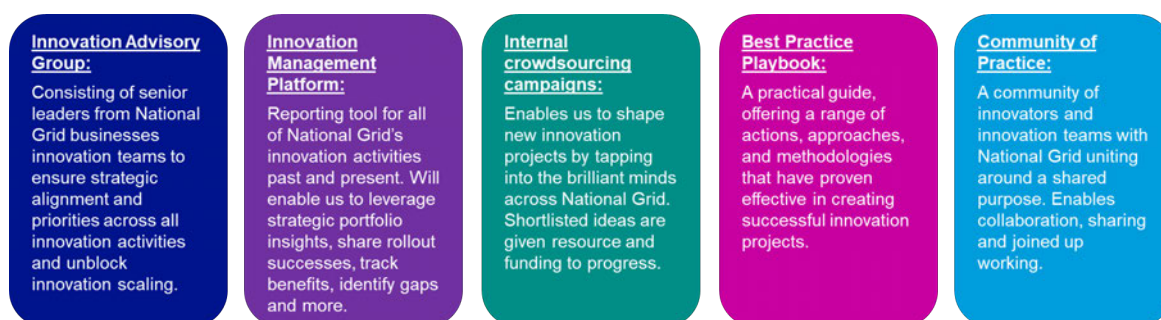 Innovation Advisory
Group:
Consisting of senior
leaders from National
Grid businesses
innovation teams to
ensure strategic
alignment and
priorities across all
innovation activities
and unblock
innovation scaling.
Innovation
Management
Platform:
Reporting tool for all
of National Grid's
innovation activities
past and present. Will
enable us to leverage
strategic portfolio
insights, share rollout
successes, track
benefits, identify gaps
and more.
Internal
crowdsourcing
campaigns:
Enables us to shape
new innovation
projects by tapping
into the brilliant minds
across National Grid.
Shortlisted ideas are
given resource and
funding to progress.
Best Practice
Playbook:
A practical guide,
offering a range of
actions, approaches,
and methodologies
that have proven
effective in creating
successful innovation
projects.
Community of
Practice:
A community of
innovators and
innovation teams with
National Grid uniting
around a shared
purpose. Enables
collaboration, sharing
and joined up
working.